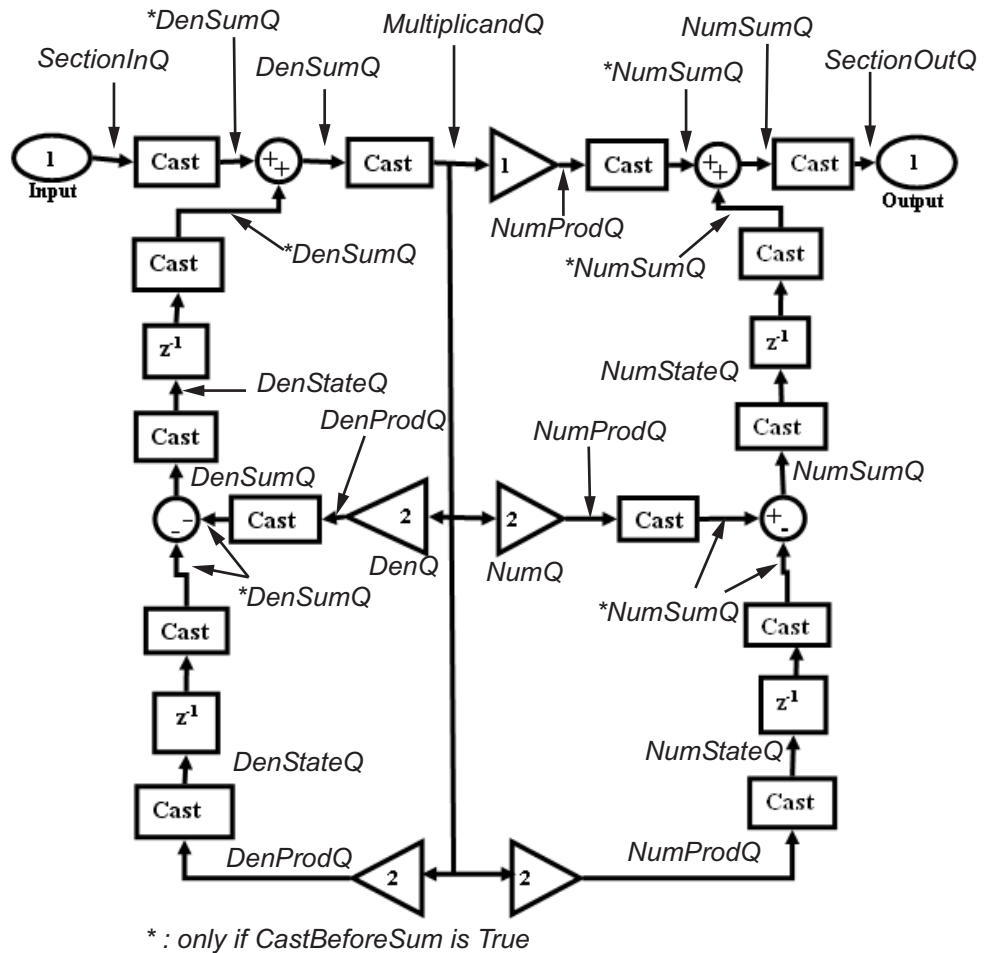 *DenSumQ
MultiplicandQ
NumSumQ
SectionInQ
DenSumQ
*NumSumQ
SectionOutQ
1
Cast
++
Cast
1
Cast
++
Cast
1
Input
Output
NumProdQ
*DenSumQ
*NumSumQ
Cast
Cast
z-1
z-1
DenStateQ
NumStateQ
DenProdQ
NumProdQ
Cast
Cast
DenSumQ
NumSumQ
--
Cast
2
2
Cast
+-
DenQ
NumQ
*DenSumQ
*NumSumQ
Cast
Cast
z-1
z-1
DenStateQ
NumStateQ
Cast
Cast
DenProdQ
NumProdQ
2
2
* : only if CastBeforeSum is True